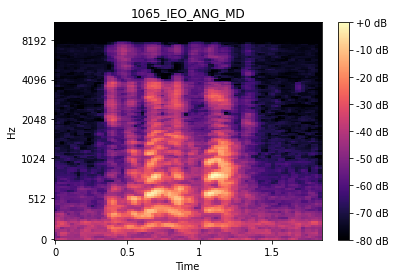 1065_IEO_ANG_MD
8192
4096
2048
1024
512
0
Hz
0
0.5
1
1.5
Time
+0 dB
-10 dB
-20 dB
-30 dB
-40 dB
-50 dB
-60 dB
-70 dB
-80 dB